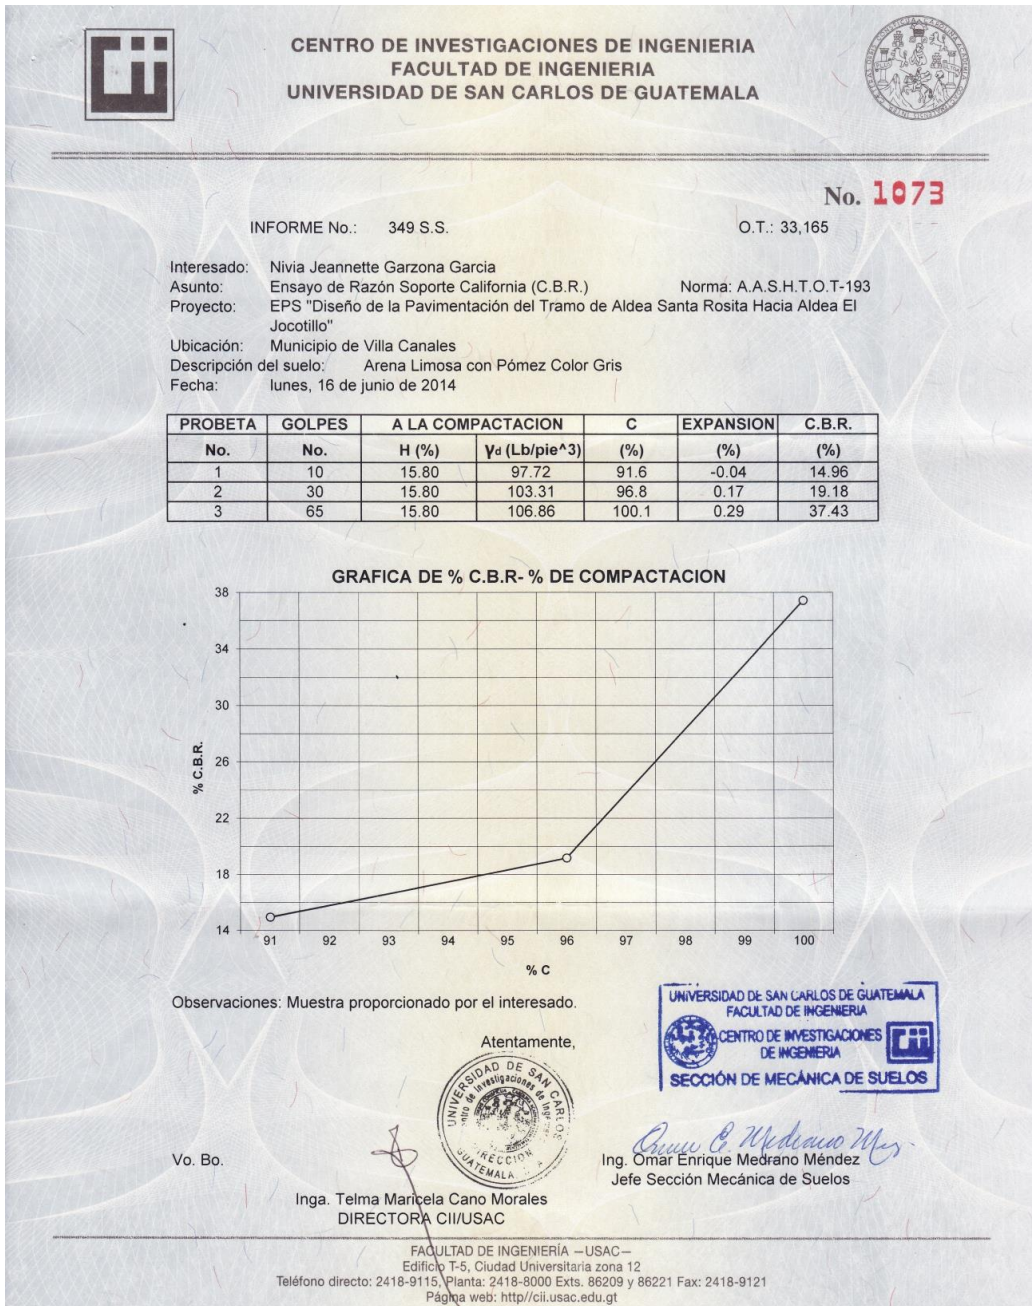 CENTRO DE INVESTIGACIONES DE INGENIERIA
FACULTAD DE INGENIERIA
UNIVERSIDAD DE SAN CARLOS DE GUATEMALA
No. 1073
INFORME No.: 349 S.S. O.T.: 33,165
Interesado: Nivia Jeannette Garzona Garcia
Asunto: Ensayo de Razón Soporte California (C.B.R.) Norma: A.A.S.H.T.O.T-193
Proyecto: EPS "Diseño de la Pavimentación del Tramo de Aldea Santa Rosita Hacia Aldea El
Jocotillo"
Ubicación: Municipio de Villa Canales
Descripción del suelo: Arena Limosa con Pómez Color Gris
Fecha: lunes, 16 de junio de 2014
PROBETA GOLPES A LA COMPACTACION C EXPANSION C.B.R.
No. No. H (%) γd (Lb/pie^3) (%) (%) (%)
1 10 15.80 97.72 91.6 -0.04 14.96
2 30 15.80 103.31 96.8 0.17 19.18
3 65 15.80 106.86 100.1 0.29 37.43
GRAFICA DE % C.B.R- % DE COMPACTACION
38
34
30
26
22
18
14
% C.B.R.
91 92 93 94 95 96 97 98 99 100
% C
Observaciones: Muestra proporcionado por el interesado.
UNIVERSIDAD DE SAN CARLOS DE GUATEMALA
FACULTAD DE INGENIERIA
CENTRO DE INVESTIGACIONES
DE INGENIERIA
cii
SECCIÓN DE MECÁNICA DE SUELOS
Atentamente,
UNIVERSIDAD DE SAN CARLOS
Centro de Investigaciones de
DIRECCION
GUATEMALA
Vo. Bo.
Ing. Omar Enrique Medrano Méndez
Jefe Sección Mecánica de Suelos
Inga. Telma Maricela Cano Morales
DIRECTORA CII/USAC
FACULTAD DE INGENIERÍA —USAC—
Edificio T-5, Ciudad Universitaria zona 12
Teléfono directo: 2418-9115, Planta: 2418-8000 Exts. 86209 y 86221 Fax: 2418-9121
Página web: http//cii.usac.edu.gt